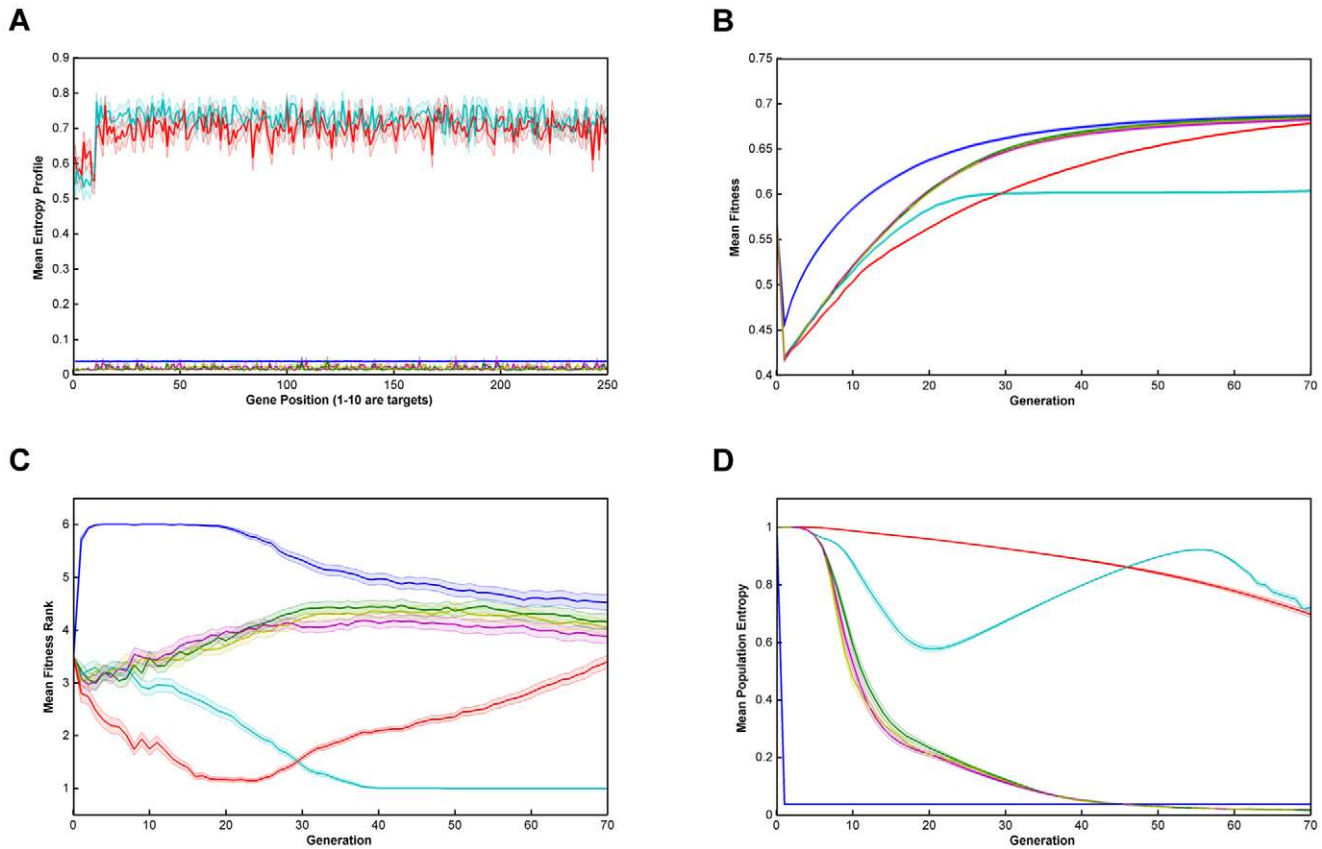 A
Mean Entropy Profile
0.9
0.8
0.7
0.6
0.5
0.4
0.3
0.2
0.1
0
0 50 100 150 200 250
Gene Position (1-10 are targets)
B
Mean Fitness
0.75
0.7
0.65
0.6
0.55
0.5
0.45
0.4
0 10 20 30 40 50 60 70
Generation
C
Mean Fitness Rank
6
5
4
3
2
1
0 10 20 30 40 50 60 70
Generation
D
Mean Population Entropy
1
0.8
0.6
0.4
0.2
0
0 10 20 30 40 50 60 70
Generation